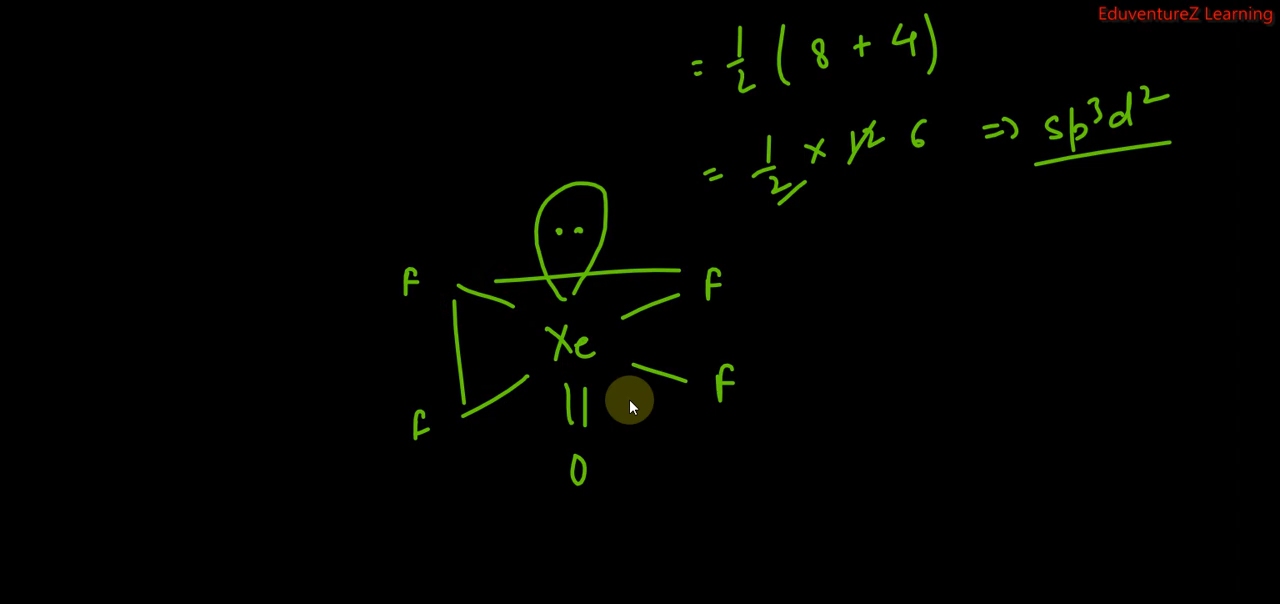 EduventureZ Learning
= 1/2 ( 8 + 4 )
= 1/2 x 12 6 => sp³d²
..
F F
Xe
F
F
O